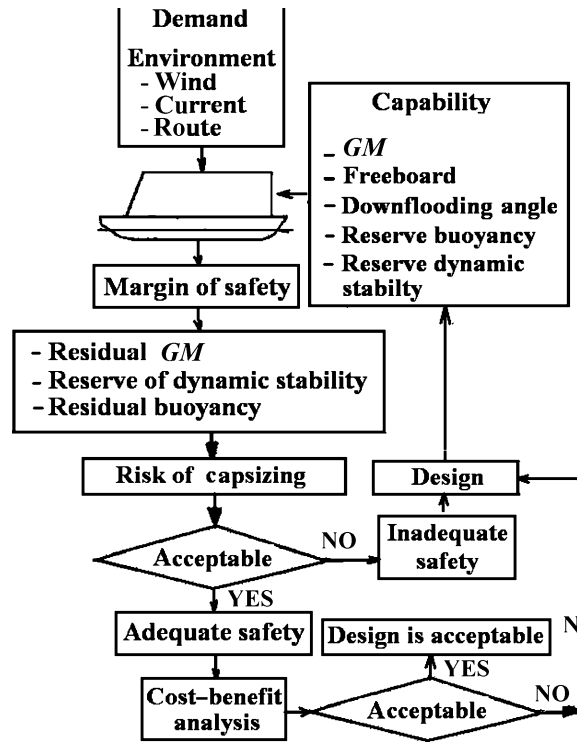 Demand
Environment
- Wind
- Current
- Route
Capability
- GM
- Freeboard
- Downflooding angle
- Reserve buoyancy
- Reserve dynamic
stabilty
Margin of safety
- Residual GM
- Reserve of dynamic stability
- Residual buoyancy
Risk of capsizing
Design
Acceptable
NO
Inadequate
safety
YES
Adequate safety
Design is acceptable
N
Cost–benefit
analysis
YES
Acceptable
NO